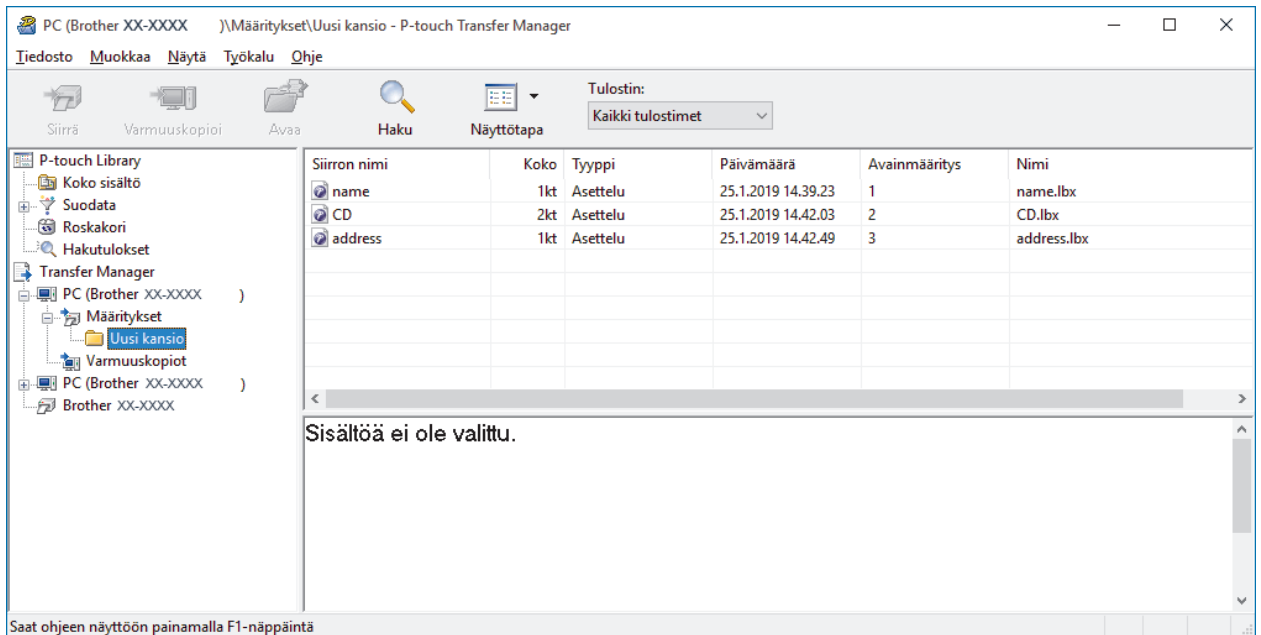 PC (Brother XX-XXXX )\Määritykset\Uusi kansio - P-touch Transfer Manager
Tiedosto Muokkaa Näytä Työkalu Ohje
Siirrä Varmuuskopioi Avaa Haku Näyttötapa
Tulostin:
Kaikki tulostimet
P-touch Library
Koko sisältö
Suodata
Roskakori
Hakutulokset
Transfer Manager
PC (Brother XX-XXXX )
Määritykset
Uusi kansio
Varmuuskopiot
PC (Brother XX-XXXX )
Brother XX-XXXX
Siirron nimi Koko Tyyppi Päivämäärä Avainmääritys Nimi
name 1kt Asettelu 25.1.2019 14.39.23 1 name.lbx
CD 2kt Asettelu 25.1.2019 14.42.03 2 CD.lbx
address 1kt Asettelu 25.1.2019 14.42.49 3 address.lbx
Sisältöä ei ole valittu.
Saat ohjeen näyttöön painamalla F1-näppäintä